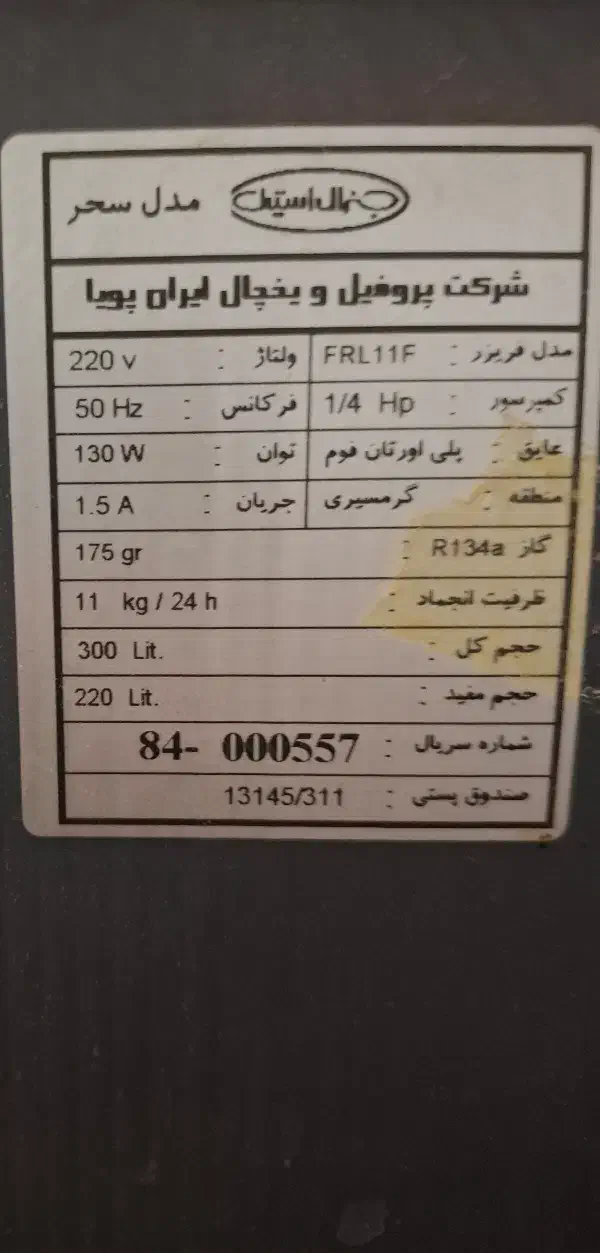 جنرال استیل مدل سحر
شرکت پروفیل و یخچال ایران پویا
مدل فریزر : FRL11F ولتاژ : 220 v
کمپرسور : 1/4 Hp فرکانس : 50 Hz
عایق : پلی اورتان فوم توان : 130 W
منطقه : گرمسیری جریان : 1.5 A
گاز R134a : 175 gr
ظرفیت انجماد : 11 kg / 24 h
حجم کل : 300 Lit.
حجم مفید : 220 Lit.
شماره سریال : 84- 000557
صندوق پستی : 13145/311